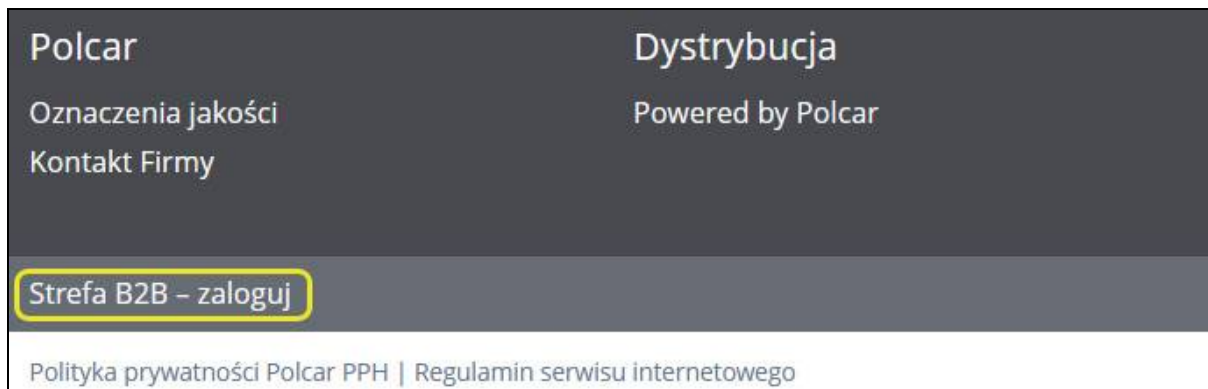 Polcar
Oznaczenia jakości
Kontakt Firmy
Dystrybucja
Powered by Polcar
Strefa B2B – zaloguj
Polityka prywatności Polcar PPH | Regulamin serwisu internetowego